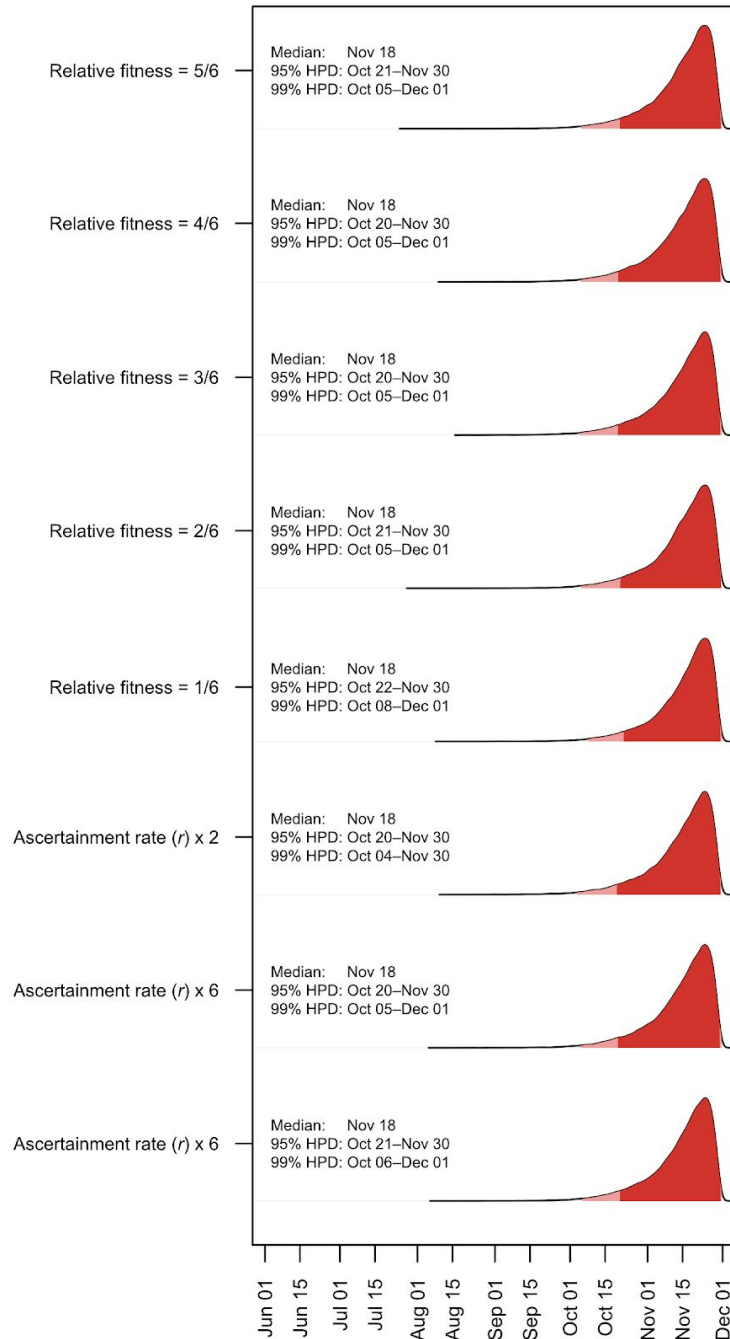 Relative fitness = 5/6
Median: Nov 18
95% HPD: Oct 21–Nov 30
99% HPD: Oct 05–Dec 01
Relative fitness = 4/6
Median: Nov 18
95% HPD: Oct 20–Nov 30
99% HPD: Oct 05–Dec 01
Relative fitness = 3/6
Median: Nov 18
95% HPD: Oct 20–Nov 30
99% HPD: Oct 05–Dec 01
Relative fitness = 2/6
Median: Nov 18
95% HPD: Oct 21–Nov 30
99% HPD: Oct 05–Dec 01
Relative fitness = 1/6
Median: Nov 18
95% HPD: Oct 22–Nov 30
99% HPD: Oct 08–Dec 01
Ascertainment rate (r) x 2
Median: Nov 18
95% HPD: Oct 20–Nov 30
99% HPD: Oct 04–Nov 30
Ascertainment rate (r) x 6
Median: Nov 18
95% HPD: Oct 20–Nov 30
99% HPD: Oct 05–Dec 01
Ascertainment rate (r) x 6
Median: Nov 18
95% HPD: Oct 21–Nov 30
99% HPD: Oct 06–Dec 01
Jun 01
Jun 15
Jul 01
Jul 15
Aug 01
Aug 15
Sep 01
Sep 15
Oct 01
Oct 15
Nov 01
Nov 15
Dec 01